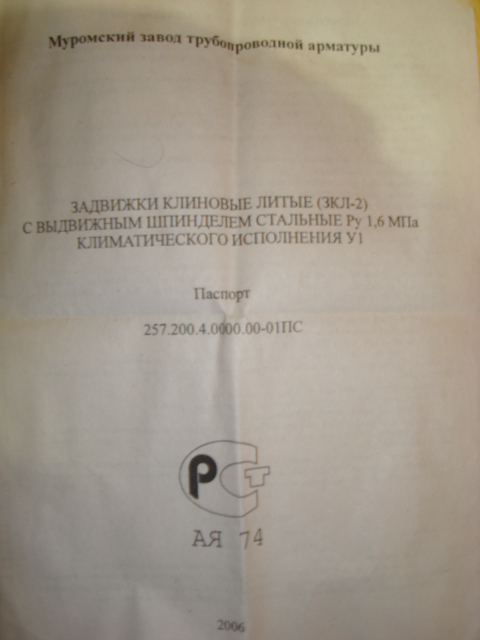 Муромский завод трубопроводной арматуры
ЗАДВИЖКИ КЛИНОВЫЕ ЛИТЫЕ (ЗКЛ-2)
С ВЫДВИЖНЫМ ШПИНДЕЛЕМ СТАЛЬНЫЕ Ру 1,6 МПа
КЛИМАТИЧЕСКОГО ИСПОЛНЕНИЯ У1
Паспорт
257.200.4.0000.00-01ПС
РСТ
АЯ 74
2006